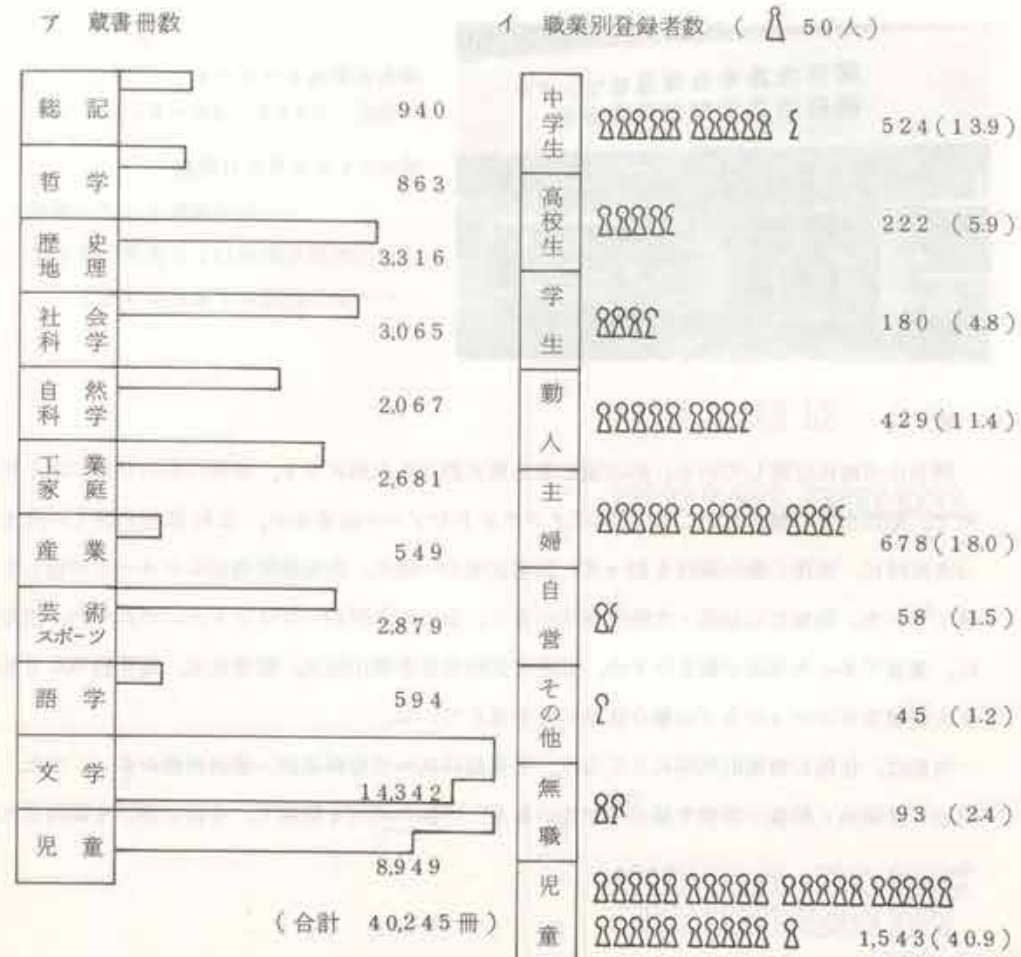 ア 蔵書冊数
総記 940
哲学 863
歴史
地理 3,316
社会
科学 3,065
自然
科学 2,067
工業
家庭 2,681
産業 549
芸術
スポーツ 2,879
語学 594
文学 14,342
児童 8,949
(合計 40,245冊)
イ 職業別登録者数 ( 50人)
中学生 524(13.9)
高校生 222 (5.9)
学生 180 (4.8)
勤人 429(11.4)
主婦 678(18.0)
自営 58 (1.5)
その他 45 (1.2)
無職 93 (2.4)
児童 1,543(40.9)